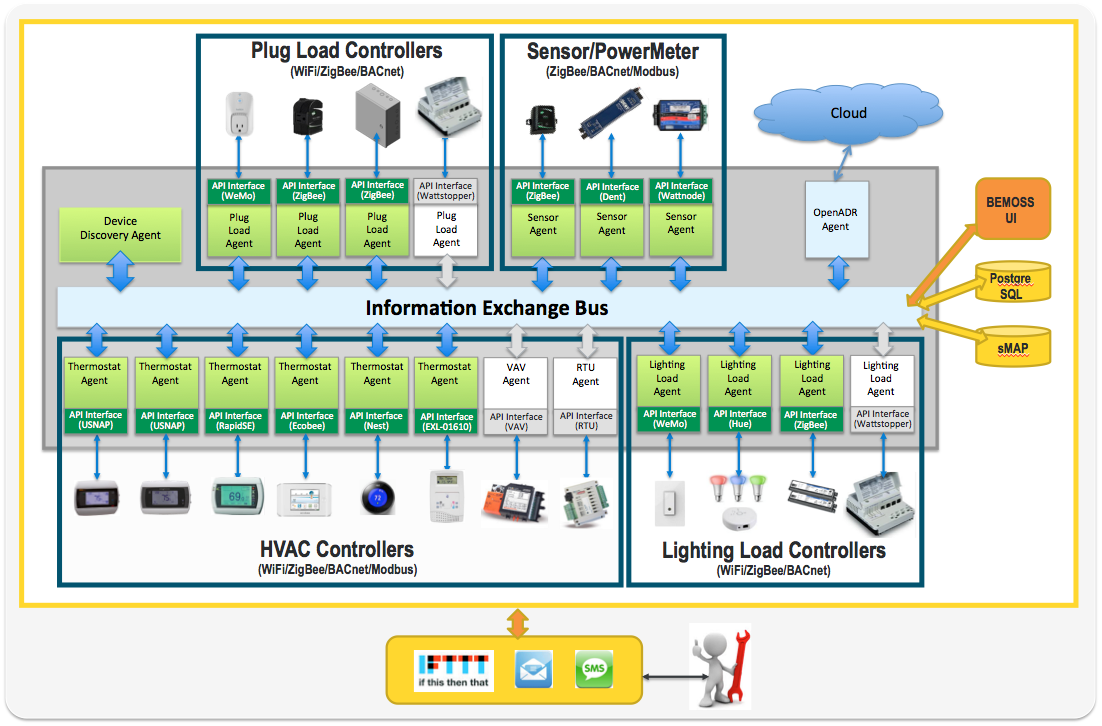 Plug Load Controllers
(WiFi/ZigBee/BACnet)
Sensor/PowerMeter
(ZigBee/BACnet/Modbus)
Cloud
API Interface
(WeMo)
Plug
Load
Agent
API Interface
(ZigBee)
Plug
Load
Agent
API Interface
(ZigBee)
Plug
Load
Agent
API Interface
(Wattstopper)
Plug
Load
Agent
API Interface
(ZigBee)
Sensor
Agent
API Interface
(Dent)
Sensor
Agent
API Interface
(Wattnode)
Sensor
Agent
Device
Discovery Agent
OpenADR
Agent
BEMOSS
UI
Postgre
SQL
sMAP
Information Exchange Bus
Thermostat
Agent
API Interface
(USNAP)
Thermostat
Agent
API Interface
(USNAP)
Thermostat
Agent
API Interface
(RapidSE)
Thermostat
Agent
API Interface
(Ecobee)
Thermostat
Agent
API Interface
(Nest)
Thermostat
Agent
API Interface
(EXL-01610)
VAV
Agent
API Interface
(VAV)
RTU
Agent
API Interface
(RTU)
Lighting
Load
Agent
API Interface
(WeMo)
Lighting
Load
Agent
API Interface
(Hue)
Lighting
Load
Agent
API Interface
(ZigBee)
Lighting
Load
Agent
API Interface
(Wattstopper)
HVAC Controllers
(WiFi/ZigBee/BACnet/Modbus)
Lighting Load Controllers
(WiFi/ZigBee/BACnet)
IFTTT
if this then that
SMS